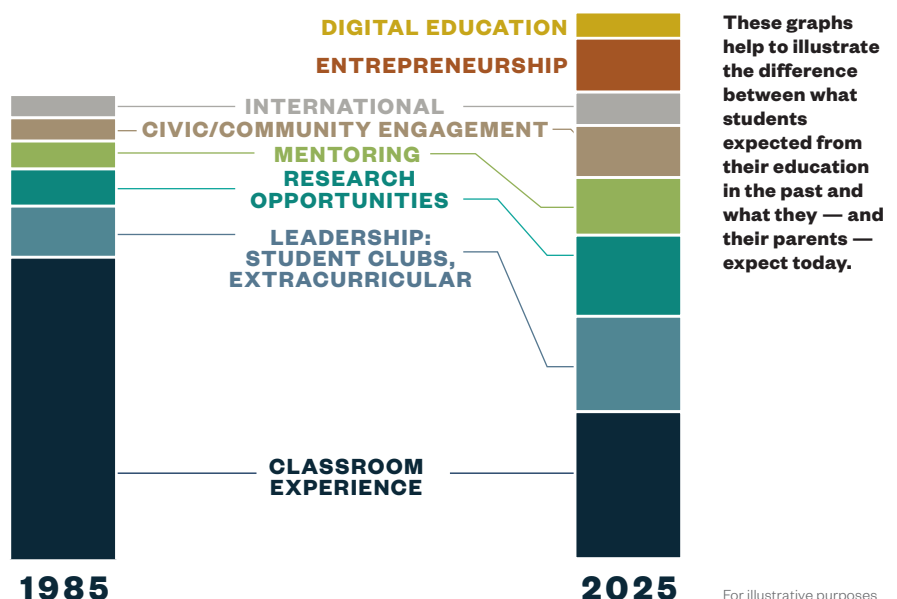 DIGITAL EDUCATION
ENTREPRENEURSHIP
INTERNATIONAL
CIVIC/COMMUNITY ENGAGEMENT
MENTORING
RESEARCH
OPPORTUNITIES
LEADERSHIP:
STUDENT CLUBS,
EXTRACURRICULAR
CLASSROOM
EXPERIENCE
1985
2025
These graphs
help to illustrate
the difference
between what
students
expected from
their education
in the past and
what they — and
their parents —
expect today.
For illustrative purposes